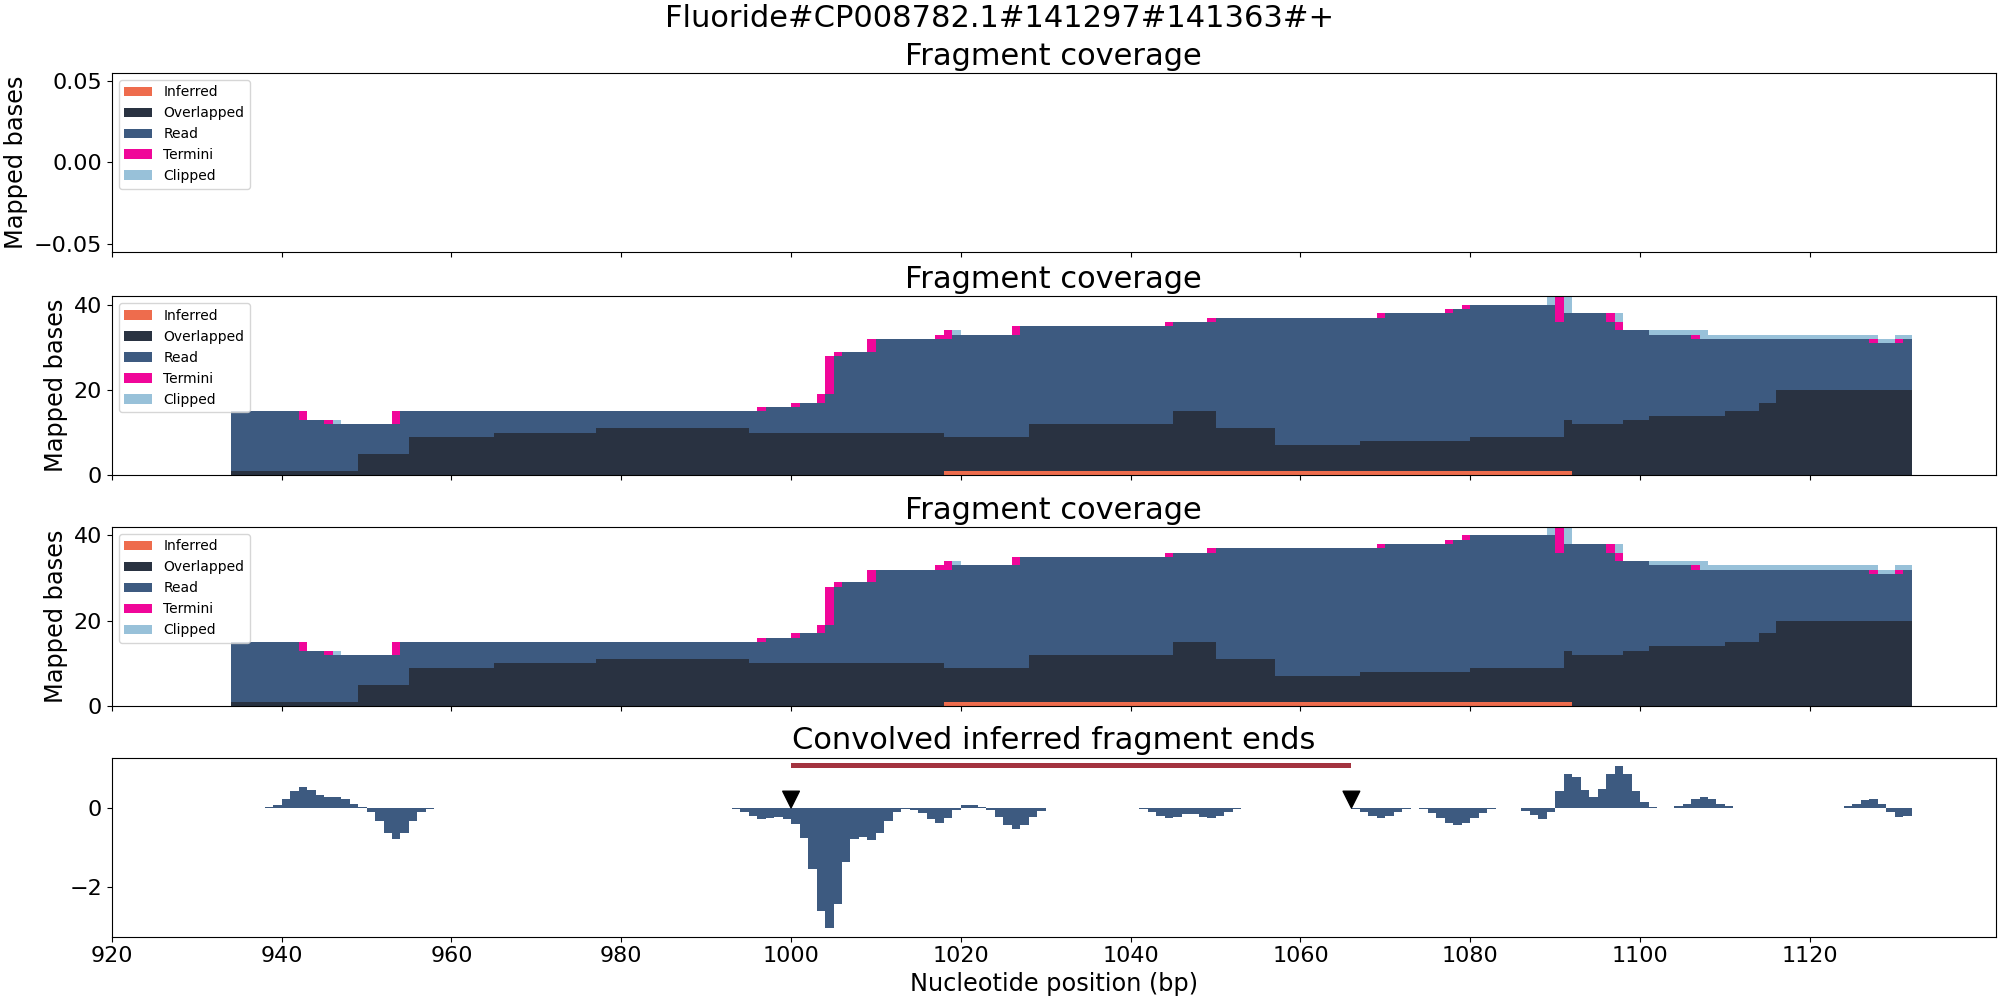 Fluoride#CP008782.1#141297#141363#+
Fragment coverage
Mapped bases
0.05
0.00
−0.05
Inferred
Overlapped
Read
Termini
Clipped
Fragment coverage
Mapped bases
40
20
0
Inferred
Overlapped
Read
Termini
Clipped
Fragment coverage
Mapped bases
40
20
0
Inferred
Overlapped
Read
Termini
Clipped
Convolved inferred fragment ends
0
−2
920 940 960 980 1000 1020 1040 1060 1080 1100 1120
Nucleotide position (bp)